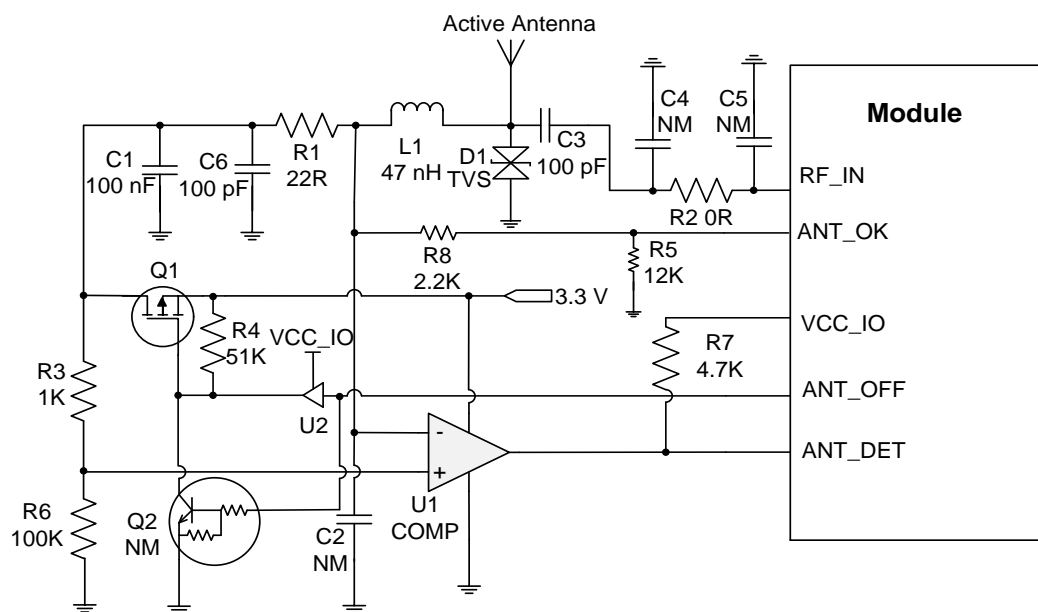 Active Antenna
Module
C4
NM
C5
NM
C1
100 nF
C6
100 pF
R1
22R
L1
47 nH
D1
TVS
C3
100 pF
R2 0R
RF_IN
ANT_OK
R8
2.2K
R5
12K
Q1
3.3 V
R4
51K
VCC_IO
R7
4.7K
VCC_IO
R3
1K
U2
ANT_OFF
-
+
ANT_DET
U1
COMP
R6
100K
Q2
NM
C2
NM